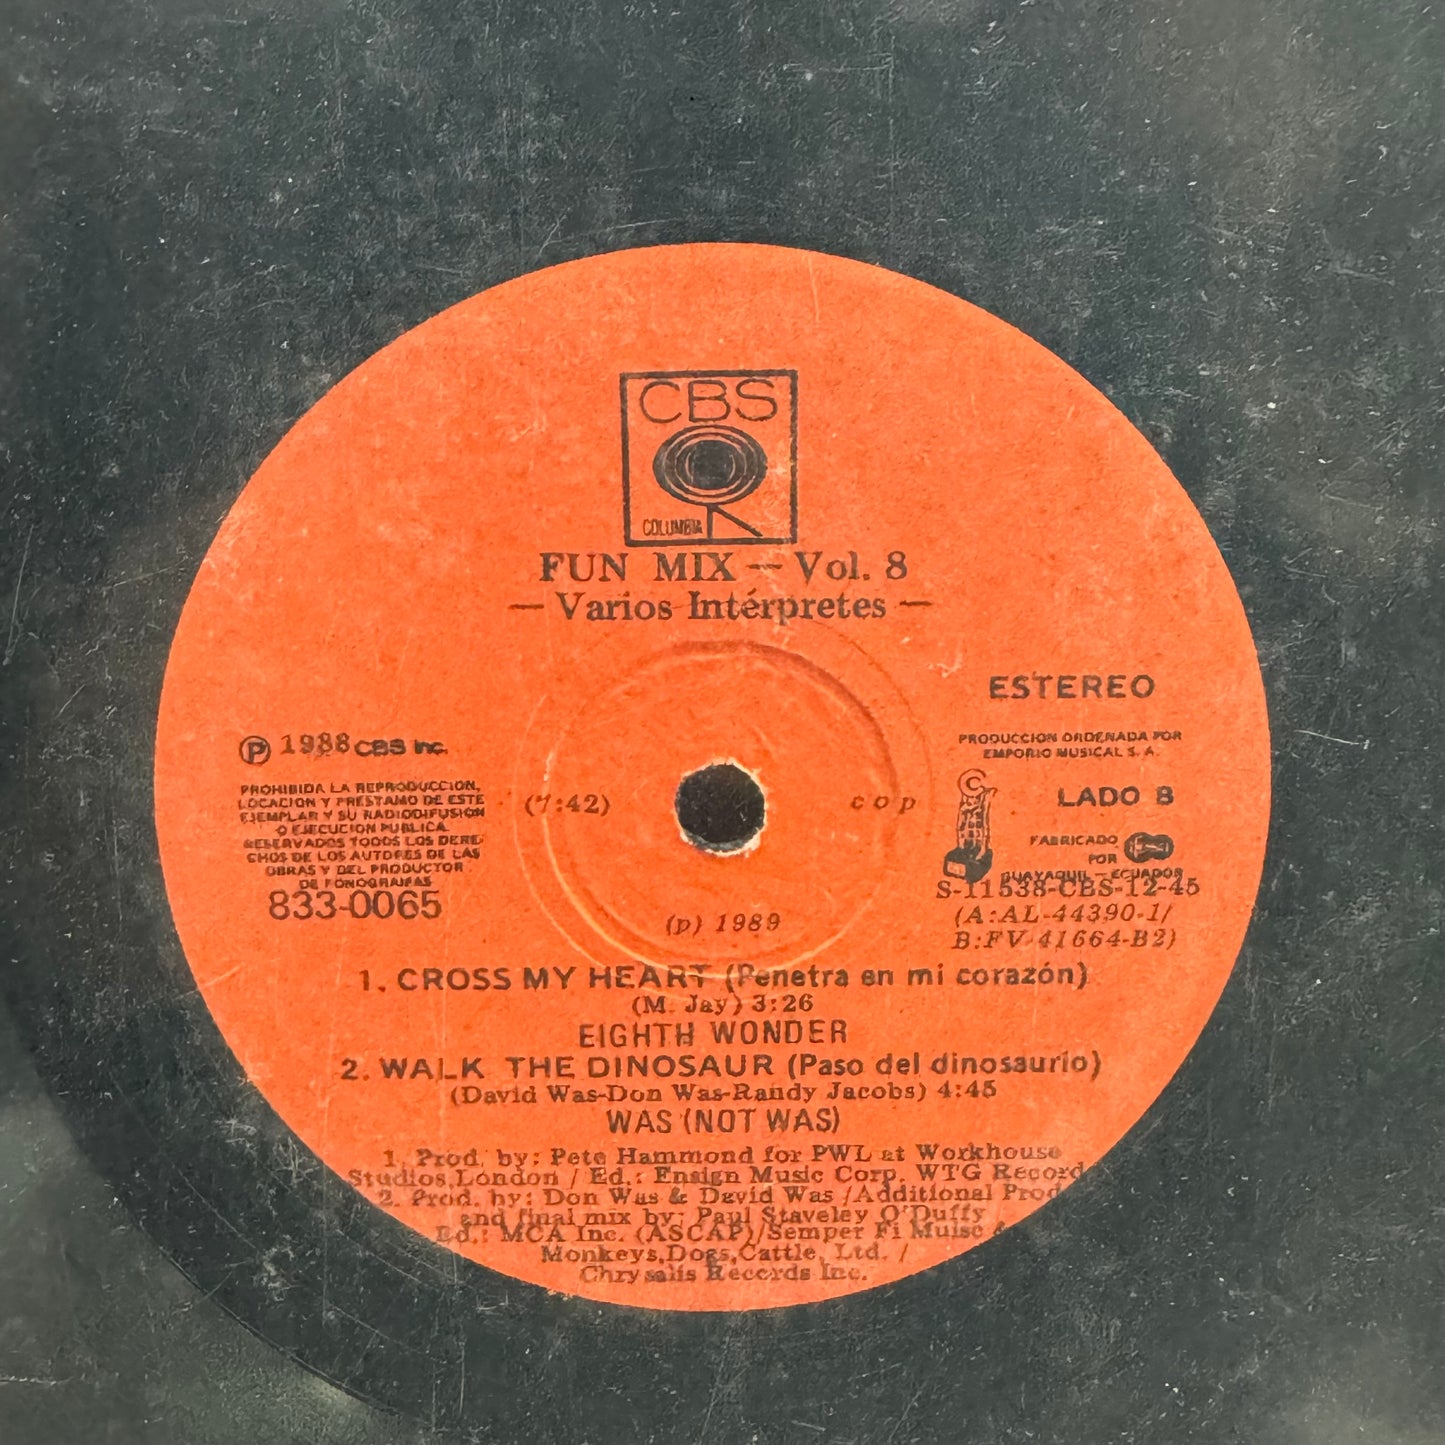 CBS
COLUMBIA
FUN MIX — Vol. 8
— Varios Intérpretes —
ESTEREO
Ⓟ 1988 CBS Inc.
PRODUCCION ORDENADA POR
EMPORIO MUSICAL S. A.
PROHIBIDA LA REPRODUCCION,
LOCACION Y PRESTAMO DE ESTE
EJEMPLAR Y SU RADIODIFUSION
O EJECUCION PUBLICA
RESERVADOS TODOS LOS DERE-
CHOS DE LOS AUTORES DE LAS
OBRAS Y DEL PRODUCTOR
DE FONOGRAMAS
833-0065
(7:42)
cop
LADO B
FABRICADO
POR
GUAYAQUIL – ECUADOR
S-11538-CBS-12-45
(A:AL-44390-1/
B:FV-41664-B2)
(p) 1989
1. CROSS MY HEART (Penetra en mi corazón)
(M. Jay) 3:26
EIGHTH WONDER
2. WALK THE DINOSAUR (Paso del dinosaurio)
(David Was-Don Was-Randy Jacobs) 4:45
WAS (NOT WAS)
1. Prod. by: Pete Hammond for PWL at Workhouse
Studios, London / Ed.: Ensign Music Corp. WTG Record
2. Prod. by: Don Was & David Was /Additional Prod
and final mix by: Paul Staveley O'Duffy
Ed.: MCA Inc. (ASCAP)/Semper Fi Muisc &
Monkeys,Dogs,Cattle, Ltd. /
Chrysalis Records Inc.